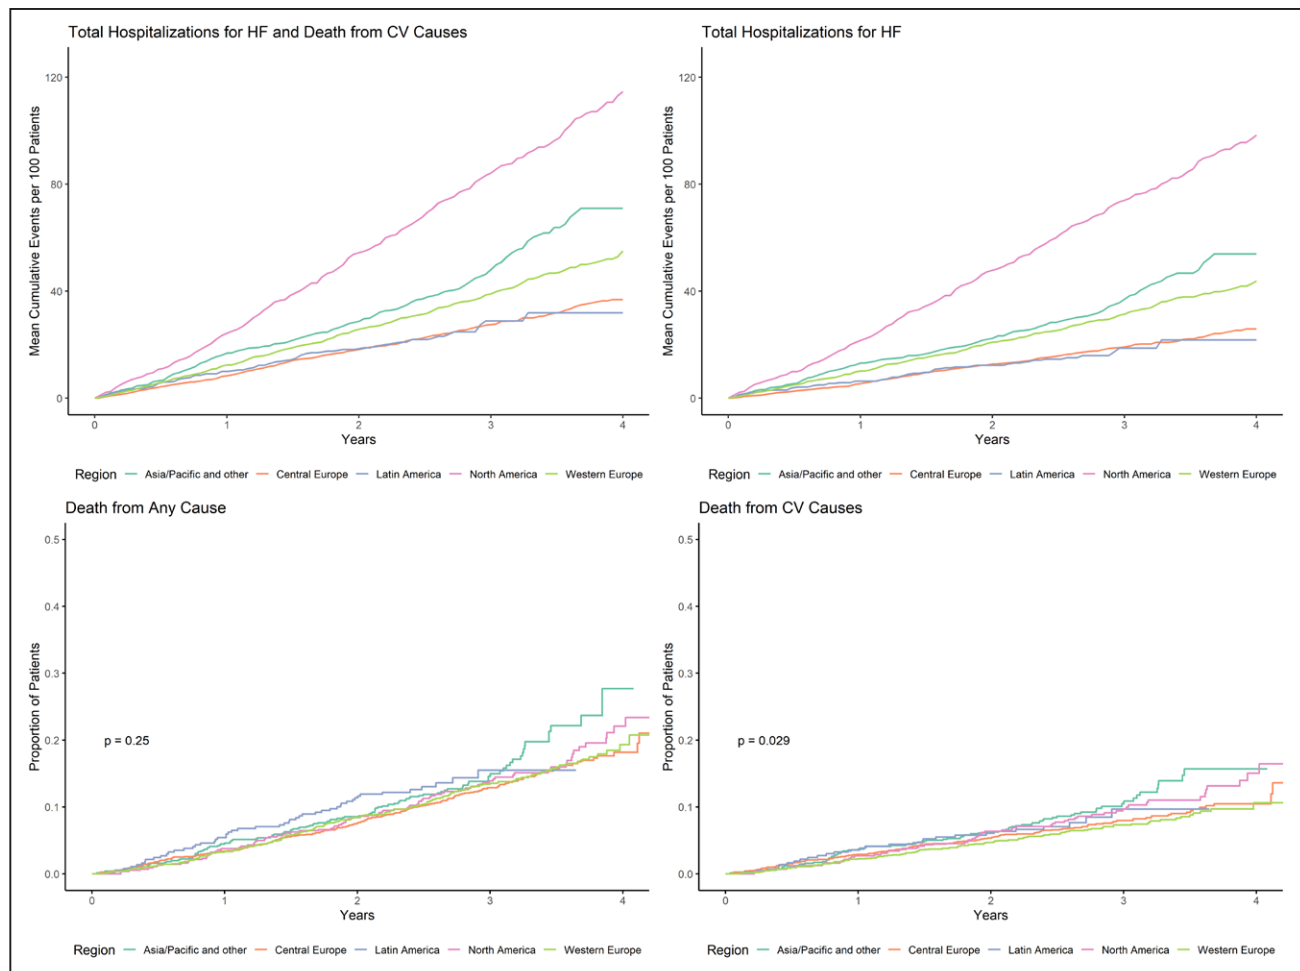 Total Hospitalizations for HF and Death from CV Causes
Mean Cumulative Events per 100 Patients
120
80
40
0
0 1 2 3 4
Years
Region Asia/Pacific and other Central Europe Latin America North America Western Europe
Total Hospitalizations for HF
Mean Cumulative Events per 100 Patients
120
80
40
0
0 1 2 3 4
Years
Region Asia/Pacific and other Central Europe Latin America North America Western Europe
Death from Any Cause
Proportion of Patients
0.5
0.4
0.3
0.2
0.1
0.0
p = 0.25
0 1 2 3 4
Years
Region Asia/Pacific and other Central Europe Latin America North America Western Europe
Death from CV Causes
Proportion of Patients
0.5
0.4
0.3
0.2
0.1
0.0
p = 0.029
0 1 2 3 4
Years
Region Asia/Pacific and other Central Europe Latin America North America Western Europe